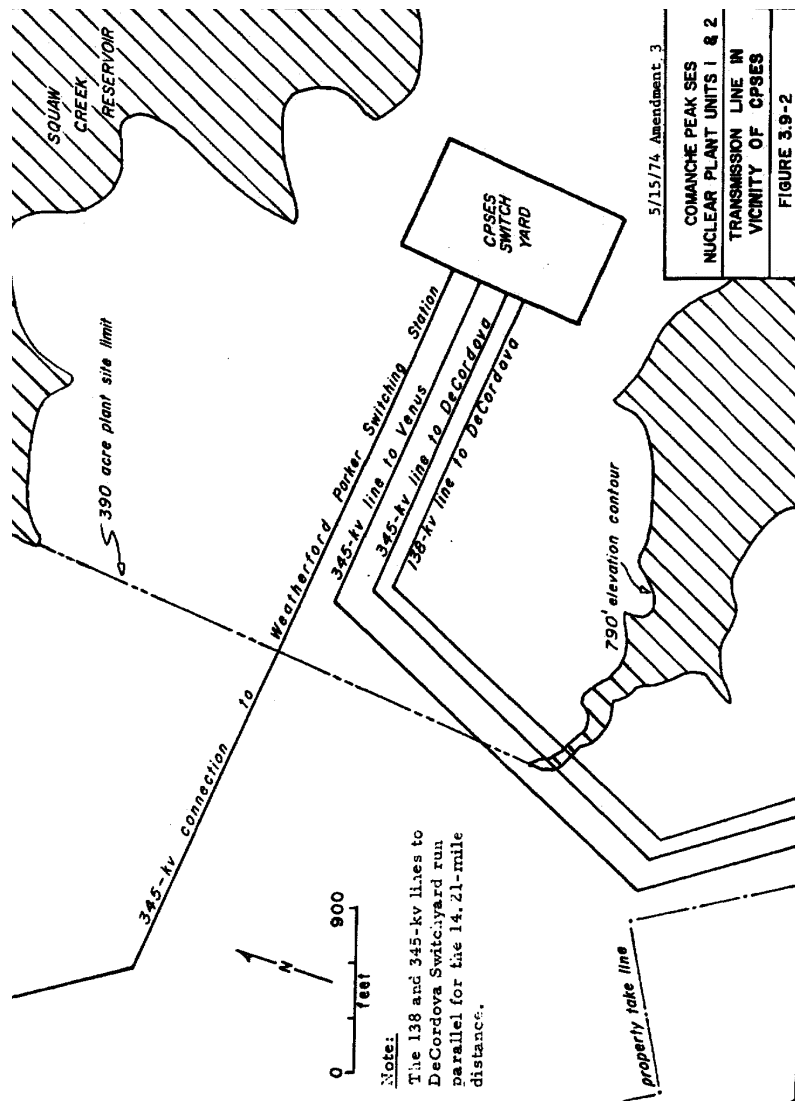 SQUAW
CREEK
RESERVOIR
390 acre plant site limit
CPSES
SWITCH
YARD
345-kv connection to Weatherford Parker Switching Station
345-kv line to Venus
345-kv line to DeCordova
138-kv line to DeCordova
790' elevation contour
N
0 900
feet
Note:
The 138 and 345-kv lines to
DeCordova Switchyard run
parallel for the 14.21-mile
distance.
property take line
5/15/74 Amendment 3
COMANCHE PEAK SES
NUCLEAR PLANT UNITS 1 & 2
TRANSMISSION LINE IN
VICINITY OF CPSES
FIGURE 3.9-2